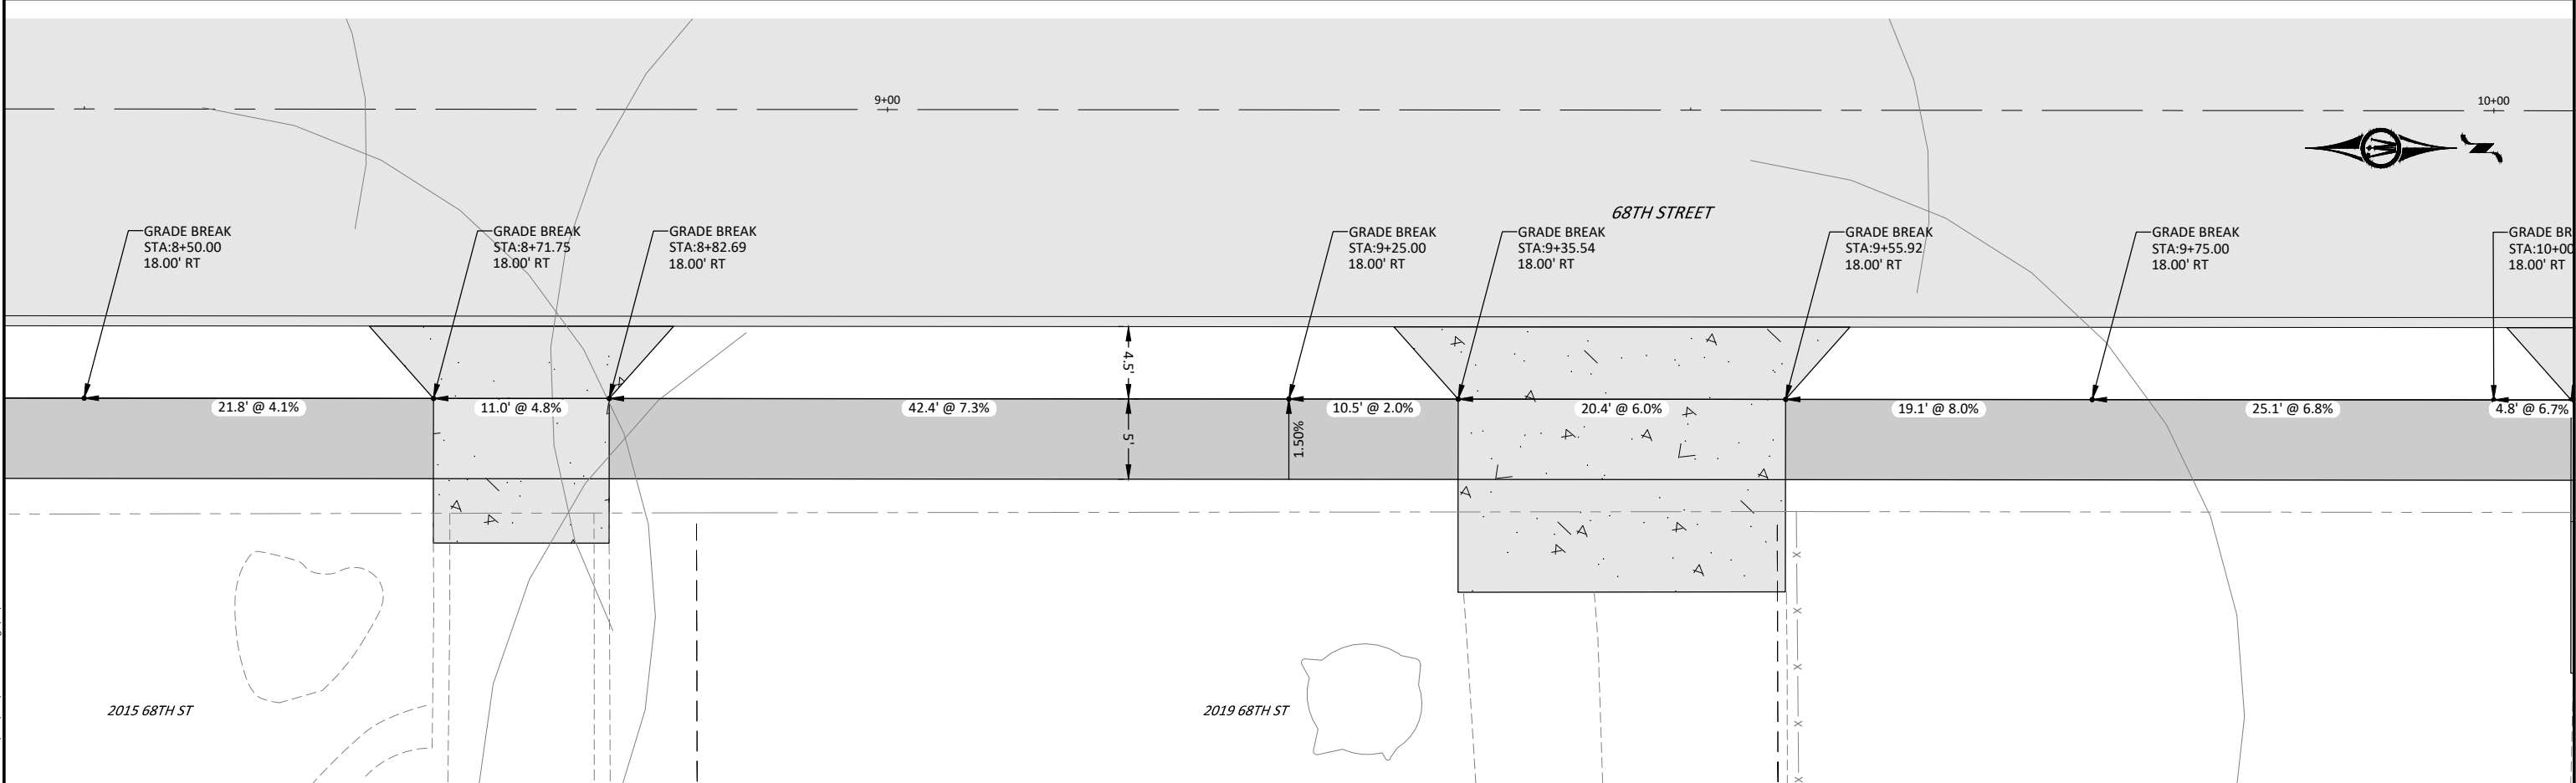 9+00
10+00
68TH STREET
GRADE BREAK
STA:8+50.00
18.00' RT
GRADE BREAK
STA:8+71.75
18.00' RT
GRADE BREAK
STA:8+82.69
18.00' RT
GRADE BREAK
STA:9+25.00
18.00' RT
GRADE BREAK
STA:9+35.54
18.00' RT
GRADE BREAK
STA:9+55.92
18.00' RT
GRADE BREAK
STA:9+75.00
18.00' RT
GRADE BR
STA:10+00
18.00' RT
4.5'
21.8' @ 4.1%
11.0' @ 4.8%
42.4' @ 7.3%
10.5' @ 2.0%
20.4' @ 6.0%
19.1' @ 8.0%
25.1' @ 6.8%
4.8' @ 6.7%
5'
1.50%
2015 68TH ST
2019 68TH ST